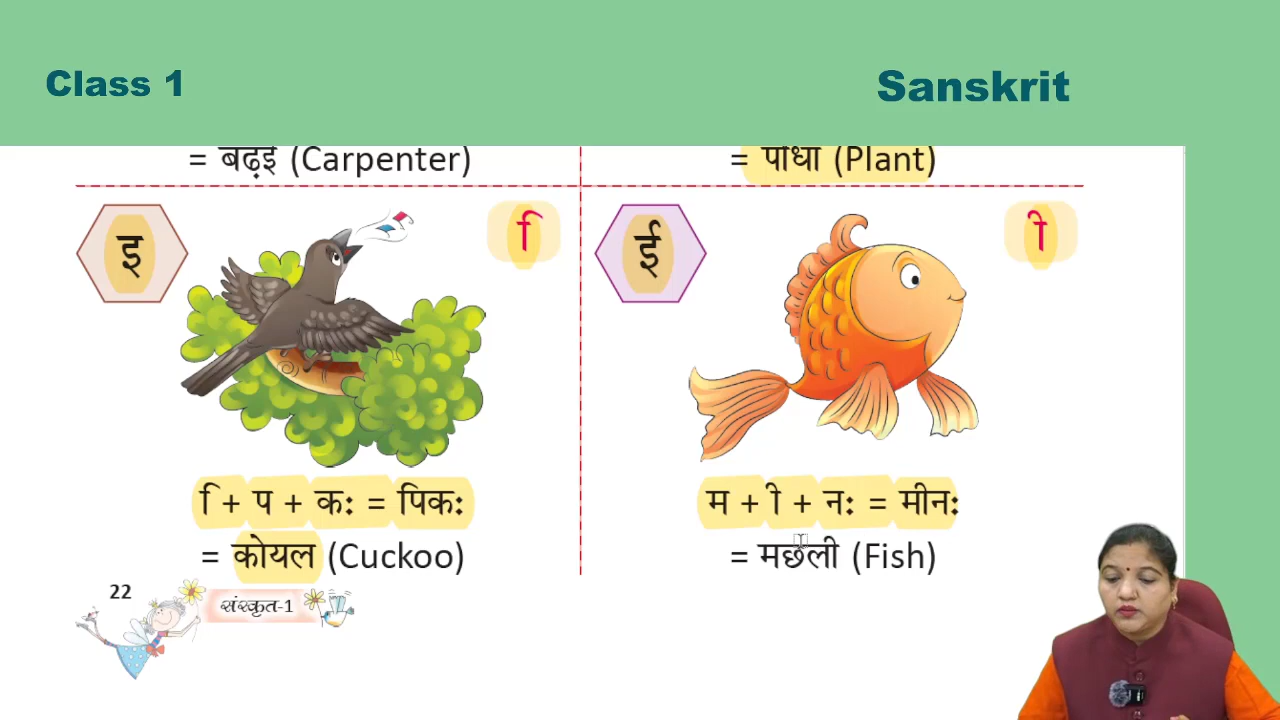 Class 1
Sanskrit
= बढ़ई (Carpenter)
= पौधा (Plant)
इ
ि
ई
ी
ि + प + कः = पिकः
म + ी + नः = मीनः
= कोयल (Cuckoo)
= मछली (Fish)
22
संस्कृत-1